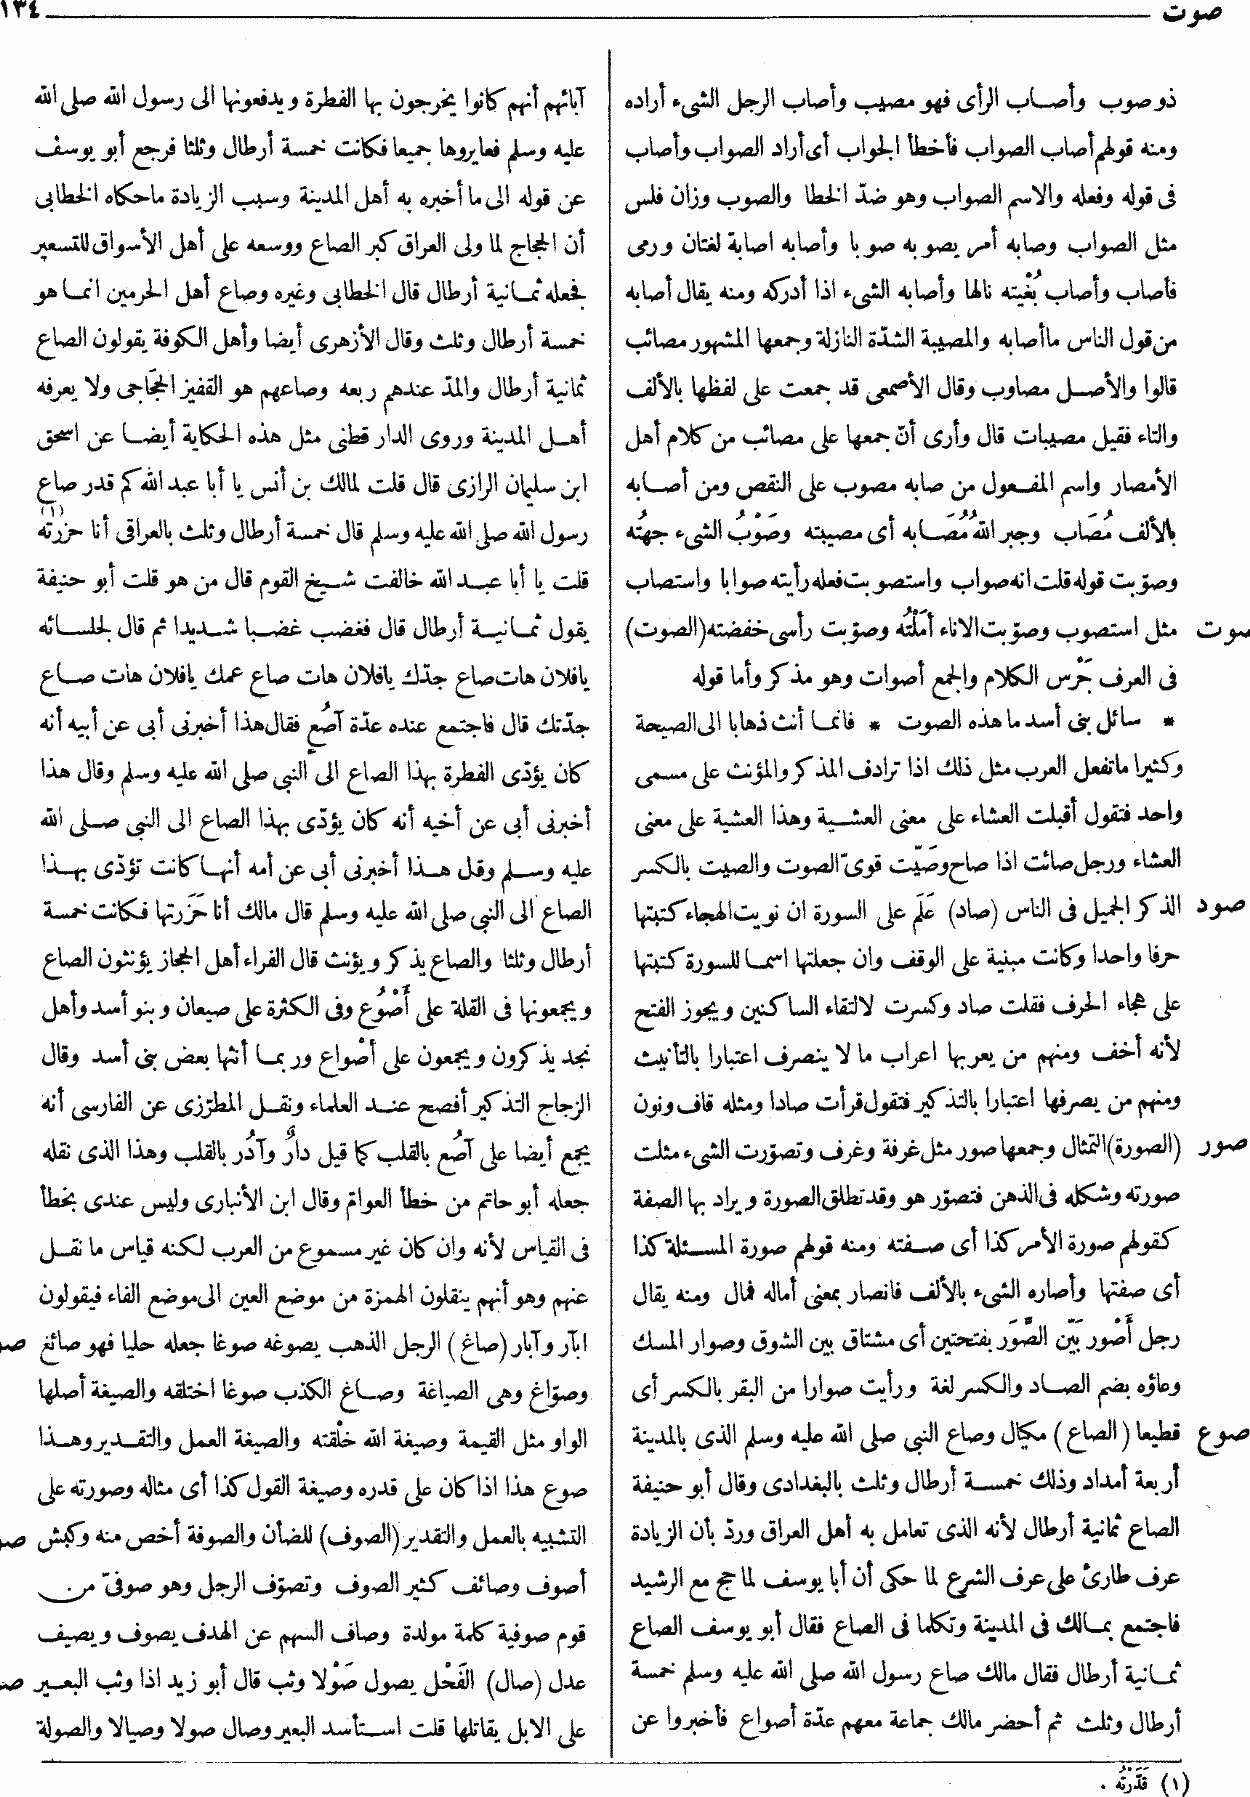 صوت ١٣٤
ذو صوب وأصاب الرأى فهو مصيب وأصاب الرجل الشىء أراده
ومنه قولهم أصاب الصواب فأخطأ الجواب أى أراد الصواب وأصاب
فى قوله وفعله والاسم الصواب وهو ضدّ الخطا والصوب وزان فلس
مثل الصواب وصابه أمر يصوبه صوبا وأصابه اصابة لغتان ورمى
فأصاب وأصاب بُغْيته نالها وأصابه الشىء اذا أدركه ومنه يقال أصابه
من قول الناس ماأصابه والمصيبة الشدّة النازلة وجمعها المشهور مصائب
قالوا والأصل مصاوب وقال الأصمعى قد جمعت على لفظها بالألف
والتاء فقيل مصيبات قال وأرى أنّ جمعها على مصائب من كلام أهل
الأمصار واسم المفعول من صابه مصوب على النقص ومن أصابه
بالألف مُصَاب وجبر اللهُ مُصَابه أى مصيبته وصَوْبُ الشىء جهتُه
وصوّبت قوله قلت انه صواب واستصوبت فعله رأيته صوابا واستصاب
صوت مثل استصوب وصوّبت الاناء أمَلْتُه وصوّبت رأسى خفضته (الصوت)
فى العرف جَرْس الكلام والجمع أصوات وهو مذكر وأما قوله
* سائل بنى أسد ما هذه الصوت * فانما أنث ذهابا الى الصيحة
وكثيرا ماتفعل العرب مثل ذلك اذا ترادف المذكر والمؤنث على مسمى
واحد فتقول أقبلت العشاء على معنى العشية وهذا العشية على معنى
العشاء ورجل صائت اذا صاح وصَيّت قوىّ الصوت والصيت بالكسر
صود الذكر الجميل فى الناس (صاد) عَلَم على السورة ان نويت الهجاء كتبتها
حرفا واحدا وكانت مبنية على الوقف وان جعلتها اسما للسورة كتبتها
على هجاء الحرف فقلت صاد وكسرت لالتقاء الساكنين ويجوز الفتح
لأنه أخف ومنهم من يعربها اعراب ما لا ينصرف اعتبارا بالتأنيث
ومنهم من يصرفها اعتبارا بالتذكير فتقول قرأت صادا ومثله قاف ونون
صور (الصورة) التمثال وجمعها صور مثل غرفة وغرف وتصوّرت الشىء مثلت
صورته وشكله فى الذهن فتصوّر هو وقد تطلق الصورة ويراد بها الصفة
كقولهم صورة الأمر كذا أى صفته ومنه قولهم صورة المسئلة كذا
أى صفتها وأصاره الشىء بالألف فانصار بمعنى أماله فمال ومنه يقال
رجل أَصْور بَيّن الصَّوَر بفتحتين أى مشتاق بين الشوق وصوار المسك
وعاؤه بضم الصاد والكسر لغة ورأيت صوارا من البقر بالكسر أى
صوع قطيعا (الصاع) مكيال وصاع النبى صلى الله عليه وسلم الذى بالمدينة
أربعة أمداد وذلك خمسة أرطال وثلث بالبغدادى وقال أبو حنيفة
الصاع ثمانية أرطال لأنه الذى تعامل به أهل العراق وردّ بأن الزيادة
عرف طارئ على عرف الشرع لما حكى أن أبا يوسف لما حج مع الرشيد
فاجتمع بمالك فى المدينة وتكلما فى الصاع فقال أبو يوسف الصاع
ثمانية أرطال فقال مالك صاع رسول الله صلى الله عليه وسلم خمسة
أرطال وثلث ثم أحضر مالك جماعة معهم عدّة أصواع فأخبروا عن
آبائهم أنهم كانوا يخرجون بها الفطرة ويدفعونها الى رسول الله صلى الله
عليه وسلم فعايروها جميعا فكانت خمسة أرطال وثلثا فرجع أبو يوسف
عن قوله الى ما أخبره به أهل المدينة وسبب الزيادة ماحكاه الخطابى
أن الحجاج لما ولى العراق كبر الصاع ووسعه على أهل الأسواق للتسعير
فجعله ثمانية أرطال قال الخطابى وغيره وصاع أهل الحرمين انما هو
خمسة أرطال وثلث وقال الأزهرى أيضا وأهل الكوفة يقولون الصاع
ثمانية أرطال والمدّ عندهم ربعه وصاعهم هو القفيز الحجّاجى ولا يعرفه
أهل المدينة وروى الدار قطنى مثل هذه الحكاية أيضا عن اسحق
ابن سليمان الرازى قال قلت لمالك بن أنس يا أبا عبد الله كم قدر صاع
رسول الله صلى الله عليه وسلم قال خمسة أرطال وثلث بالعراقى أنا حزرته (١)
قلت يا أبا عبد الله خالفت شيخ القوم قال من هو قلت أبو حنيفة
يقول ثمانية أرطال قال فغضب غضبا شديدا ثم قال لجلسائه
يافلان هات صاع جدّك يافلان هات صاع عمك يافلان هات صاع
جدّتك قال فاجتمع عنده عدّة آصُع فقال هذا أخبرنى أبى عن أبيه أنه
كان يؤدّى الفطرة بهذا الصاع الى النبى صلى الله عليه وسلم وقال هذا
أخبرنى أبى عن أخيه أنه كان يؤدّى بهذا الصاع الى النبى صلى الله
عليه وسلم وقل هذا أخبرنى أبى عن أمه أنها كانت تؤدّى بهذا
الصاع الى النبى صلى الله عليه وسلم قال مالك أنا حَزَرتها فكانت خمسة
أرطال وثلثا والصاع يذكر ويؤنث قال الفراء أهل الحجاز يؤنثون الصاع
ويجمعونها فى القلة على أَصْوُع وفى الكثرة على صيعان وبنو أسد وأهل
نجد يذكرون ويجمعون على أصْواع وربما أنثها بعض بنى أسد وقال
الزجاج التذكير أفصح عند العلماء ونقل المطرّزى عن الفارسى أنه
يجمع أيضا على آصُع بالقلب كما قيل دارٌ وآدُر بالقلب وهذا الذى نقله
جعله أبو حاتم من خطأ العوامّ وقال ابن الأنبارى وليس عندى بخطأ
فى القياس لأنه وان كان غير مسموع من العرب لكنه قياس ما نقل
عنهم وهو أنهم ينقلون الهمزة من موضع العين الى موضع الفاء فيقولون
ابآر وآبار (صاغ) الرجل الذهب يصوغه صوغا جعله حليا فهو صائغ
وصوّاغ وهى الصياغة وصاغ الكذب صوغا اختلقه والصيغة أصلها
الواو مثل القيمة وصيغة الله خلْقته والصيغة العمل والتقدير وهذا
صوع هذا اذا كان على قدره وصيغة القول كذا أى مثاله وصورته على
التشبيه بالعمل والتقدير (الصوف) للضأن والصوفة أخص منه وكبش
أصوف وصائف كثير الصوف وتصوّف الرجل وهو صوفىّ من
قوم صوفية كلمة مولدة وصاف السهم عن الهدف يصوف ويصيف
عدل (صال) الفَحْل يصول صَوْلا وثب قال أبو زيد اذا وثب البعير
على الابل يقاتلها قلت استأسد البعير وصال صولا وصيالا والصولة
(١) قَدَّرْتُه .